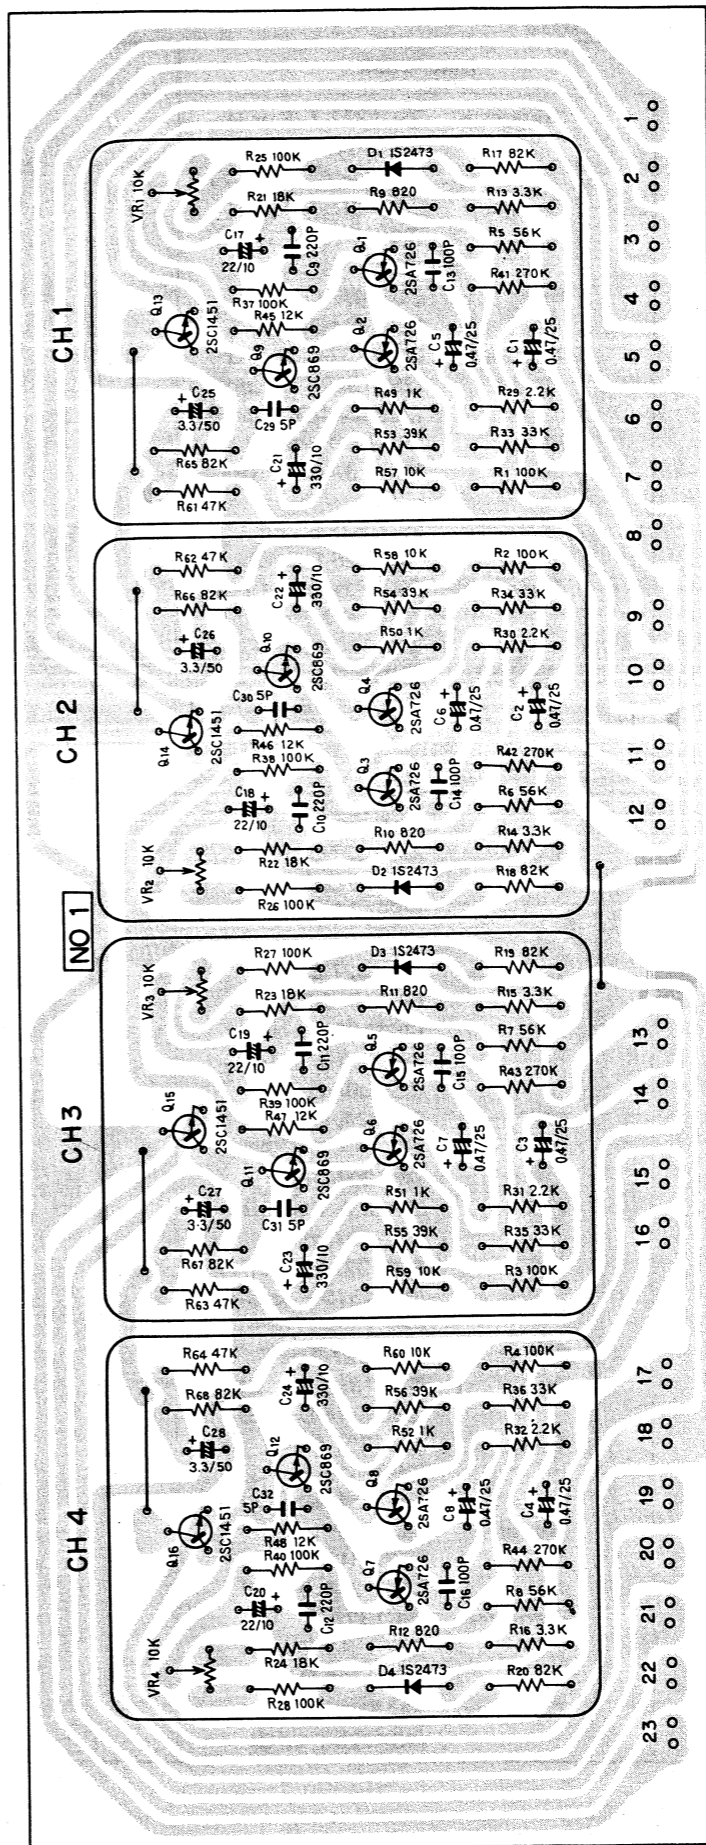 CH 1
VR1 10K
R25 100K
D1 IS2473
R17 82K
R21 18K
R9 820
R13 3.3K
C17
22/10
C9 220P
Q1
2SA726
C13 100P
R5 56K
R41 270K
Q13
2SC1451
R37 100K
R45 12K
Q9
2SC869
Q2
2SA726
C5
0.47/25
C1
0.47/25
C25
3.3/50
C29 5P
R49 1K
R29 2.2K
R65 82K
C21
330/10
R53 39K
R33 33K
R61 47K
R57 10K
R1 100K
CH 2
R62 47K
C22
330/10
R58 10K
R2 100K
R66 82K
R54 39K
R34 33K
C26
3.3/50
Q10
2SC869
R50 1K
R30 2.2K
C30 5P
Q14
2SC1451
R46 12K
R38 100K
Q4
2SA726
C6
0.47/25
C2
0.47/25
C18
22/10
C10 220P
Q3
2SA726
C14 100P
R42 270K
R6 56K
VR2 10K
R22 18K
R10 820
R14 3.3K
R26 100K
D2 IS2473
R18 82K
NO 1
CH3
VR3 10K
R27 100K
D3 IS2473
R19 82K
R23 18K
R11 820
R15 3.3K
C19
22/10
C11 220P
Q5
2SA726
C15 100P
R7 56K
R43 270K
Q15
2SC1451
R39 100K
R47 12K
Q11
2SC869
Q6
2SA726
C7
0.47/25
C3
0.47/25
C27
3.3/50
C31 5P
R51 1K
R31 2.2K
R67 82K
C23
330/10
R55 39K
R35 33K
R63 47K
R59 10K
R3 100K
CH 4
R64 47K
C24
330/10
R60 10K
R4 100K
R68 82K
R56 39K
R36 33K
C28
3.3/50
Q12
2SC869
R52 1K
R32 2.2K
C32
5P
Q16
2SC1451
R48 12K
R40 100K
Q8
2SA726
C8
0.47/25
C4
0.47/25
C20
22/10
C12 220P
Q7
2SA726
C16 100P
R44 270K
R8 56K
VR4 10K
R24 18K
R12 820
R16 3.3K
R28 100K
D4 IS2473
R20 82K
1
2
3
4
5
6
7
8
9
10
11
12
13
14
15
16
17
18
19
20
21
22
23